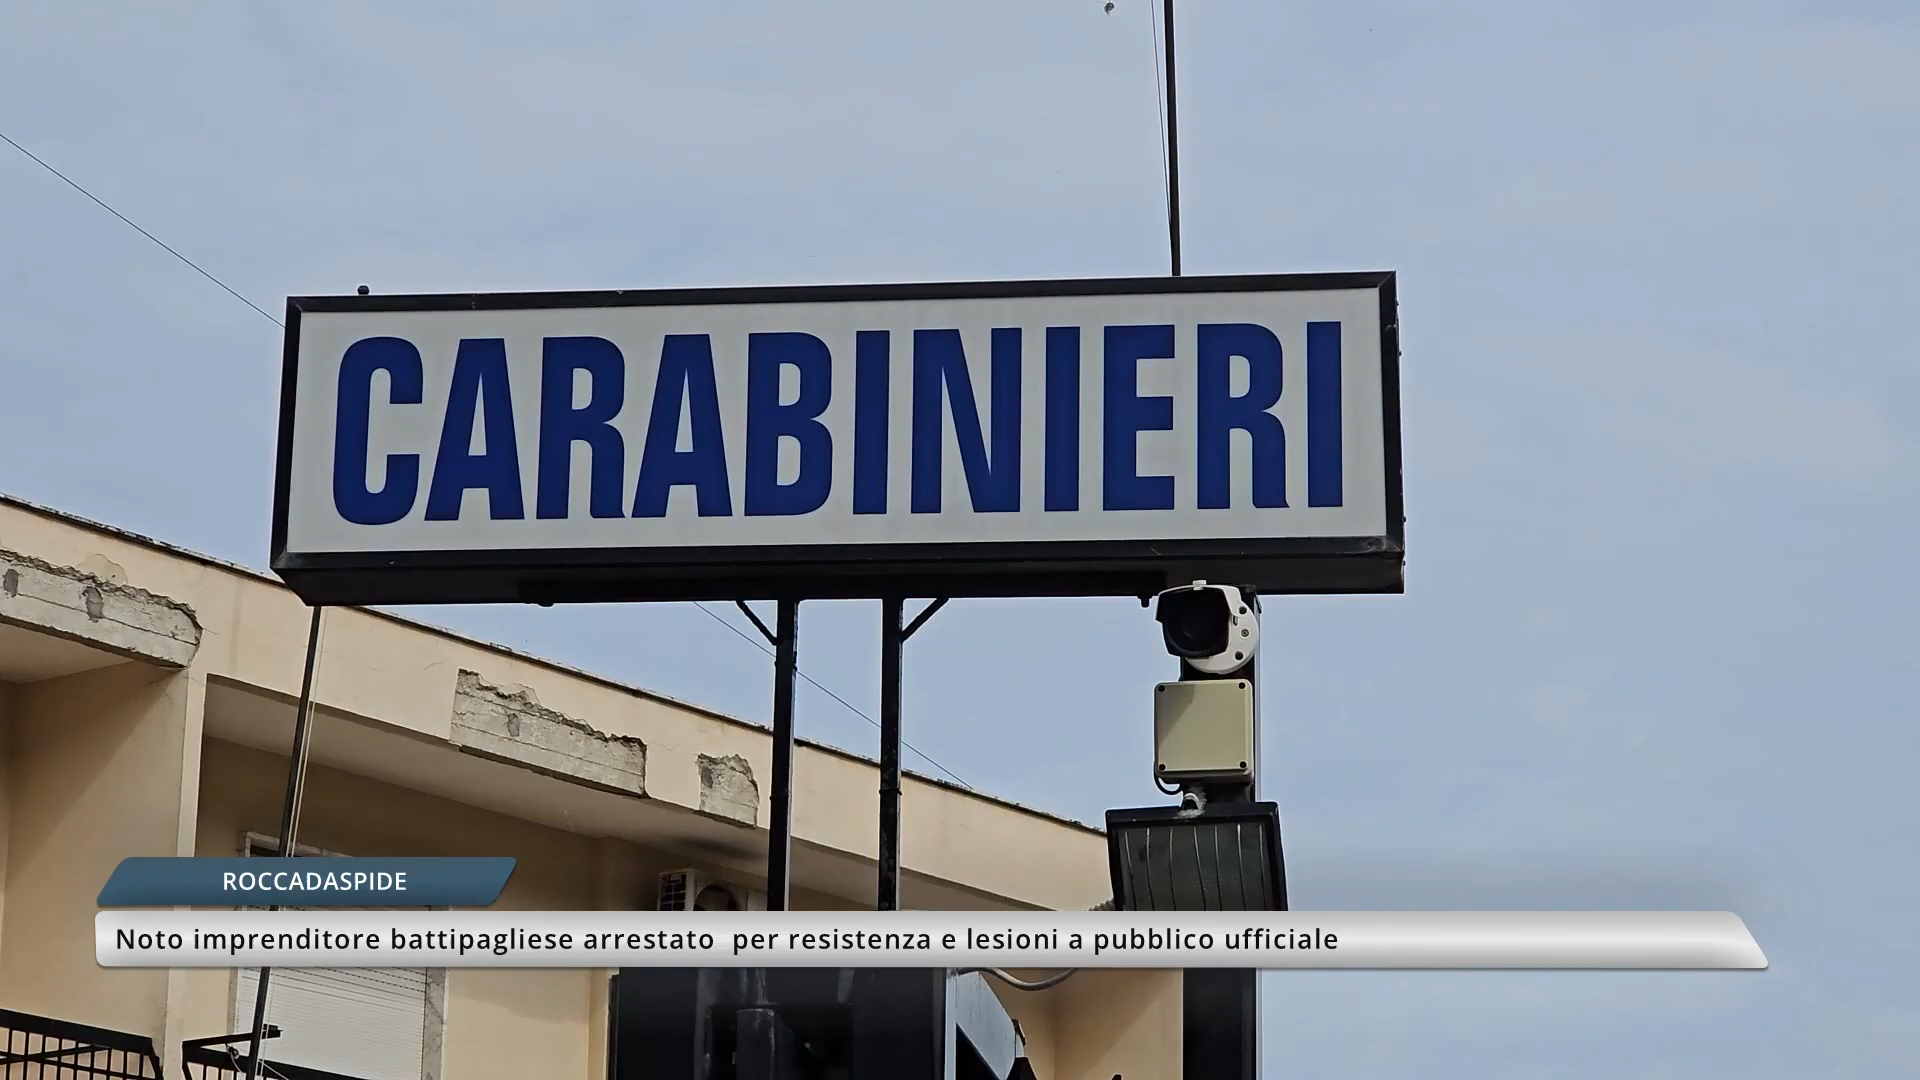 CARABINIERI
ROCCADASPIDE
Noto imprenditore battipagliese arrestato  per resistenza e lesioni a pubblico ufficiale